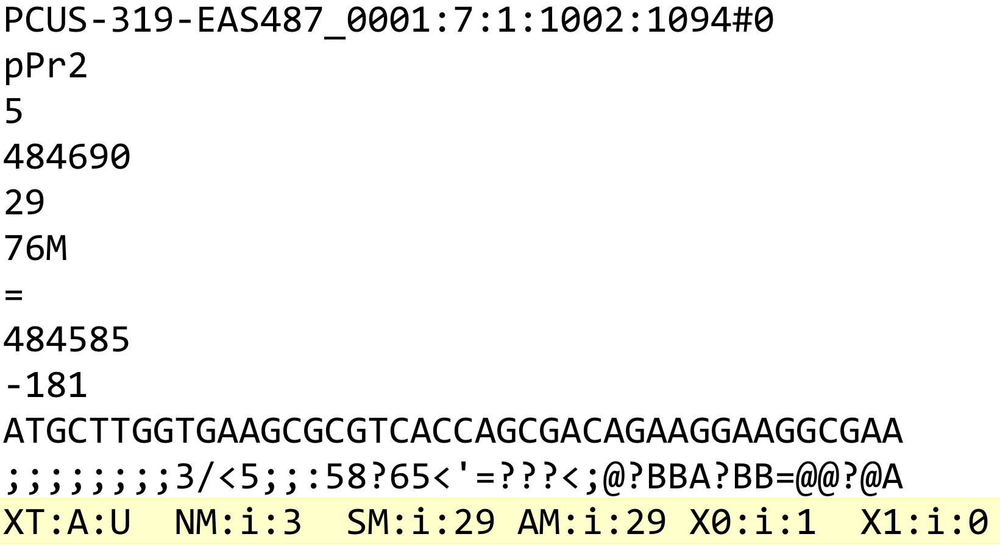 PCUS-319-EAS487_0001:7:1:1002:1094#0
pPr2
5
484690
29
76M
=
484585
-181
ATGCTTGGTGAAGCGCGTCACCAGCGACAGAAGGAAGGCGAA
;;;;;;;;3/<5;;:58?65<'=???<;@?BBA?BB=@@?@A
XT:A:U  NM:i:3  SM:i:29 AM:i:29 X0:i:1  X1:i:0